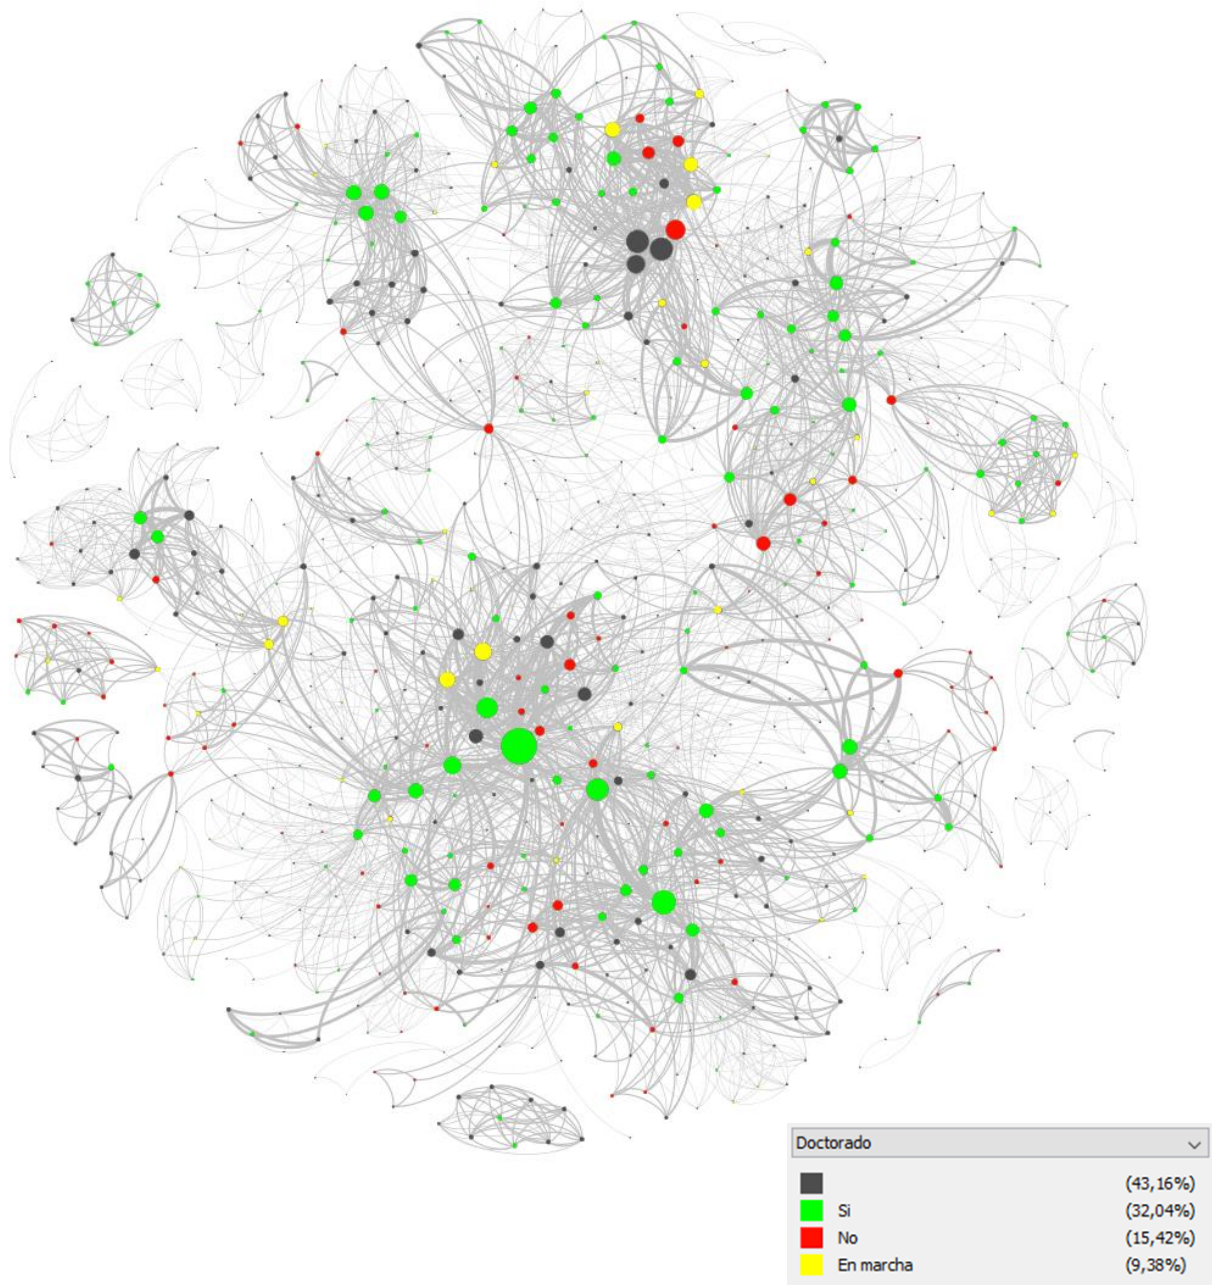 Doctorado
(43,16%)
Si (32,04%)
No (15,42%)
En marcha (9,38%)